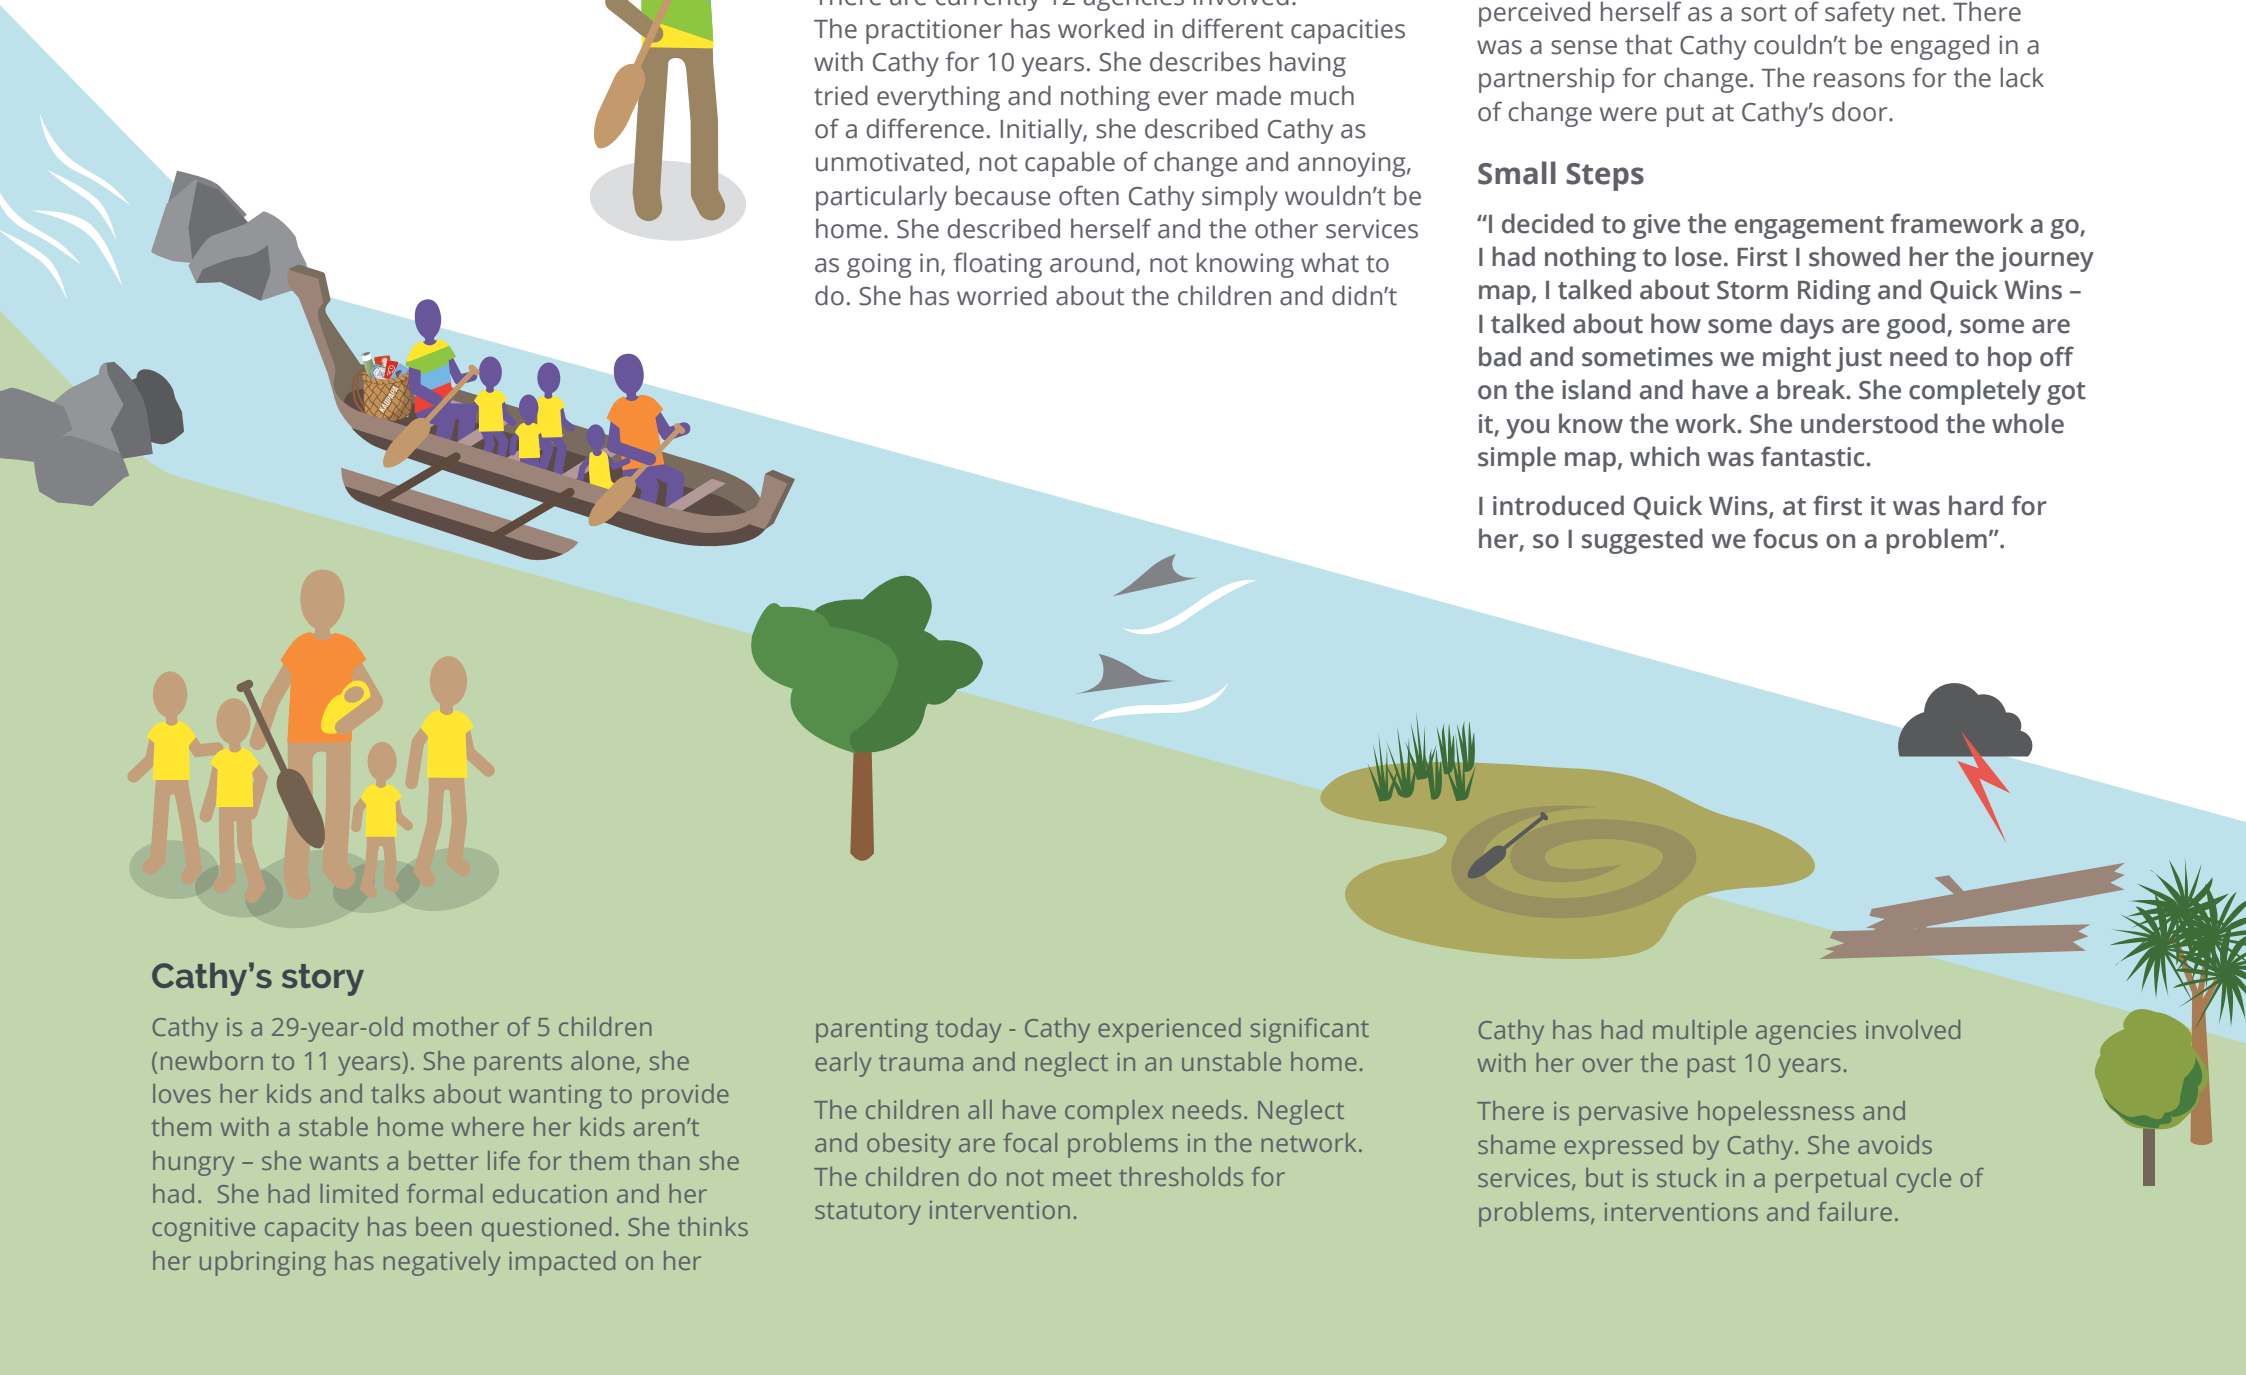 There are currently 12 agencies involved.
The practitioner has worked in different capacities
with Cathy for 10 years. She describes having
tried everything and nothing ever made much
of a difference. Initially, she described Cathy as
unmotivated, not capable of change and annoying,
particularly because often Cathy simply wouldn’t be
home. She described herself and the other services
as going in, floating around, not knowing what to
do. She has worried about the children and didn’t
perceived herself as a sort of safety net. There
was a sense that Cathy couldn’t be engaged in a
partnership for change. The reasons for the lack
of change were put at Cathy’s door.
Small Steps
“I decided to give the engagement framework a go,
I had nothing to lose. First I showed her the journey
map, I talked about Storm Riding and Quick Wins –
I talked about how some days are good, some are
bad and sometimes we might just need to hop off
on the island and have a break. She completely got
it, you know the work. She understood the whole
simple map, which was fantastic.
I introduced Quick Wins, at first it was hard for
her, so I suggested we focus on a problem”.
Cathy’s story
Cathy is a 29-year-old mother of 5 children
(newborn to 11 years). She parents alone, she
loves her kids and talks about wanting to provide
them with a stable home where her kids aren’t
hungry – she wants a better life for them than she
had.  She had limited formal education and her
cognitive capacity has been questioned. She thinks
her upbringing has negatively impacted on her
parenting today - Cathy experienced significant
early trauma and neglect in an unstable home.
The children all have complex needs. Neglect
and obesity are focal problems in the network.
The children do not meet thresholds for
statutory intervention.
Cathy has had multiple agencies involved
with her over the past 10 years.
There is pervasive hopelessness and
shame expressed by Cathy. She avoids
services, but is stuck in a perpetual cycle of
problems, interventions and failure.